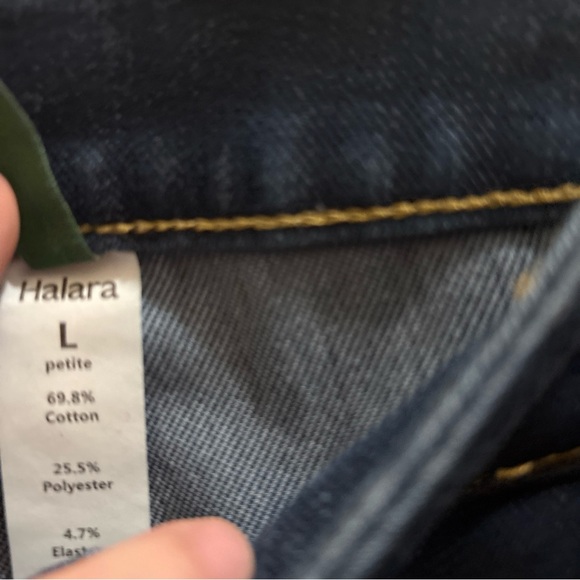 Halara
L
petite
69.8%
Cotton
25.5%
Polyester
4.7%